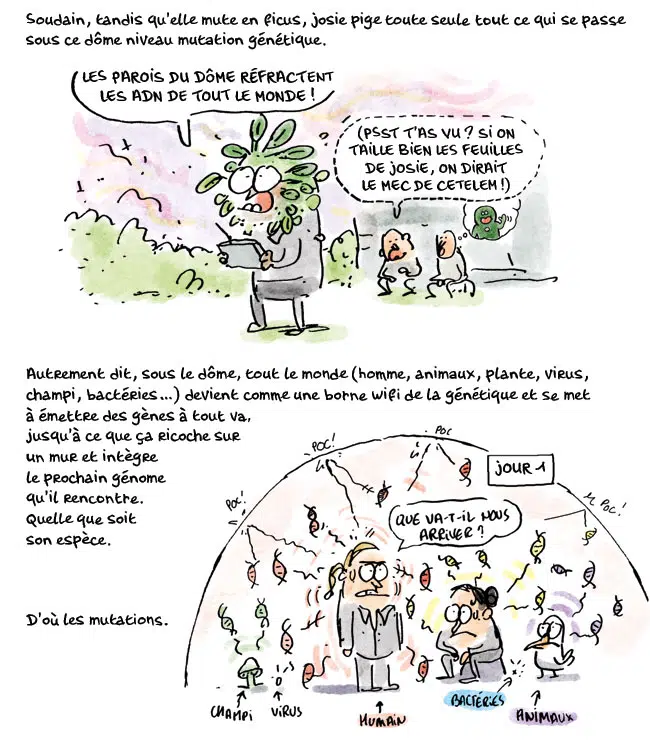 Soudain, tandis qu'elle mute en ficus, josie pige toute seule tout ce qui se passe
sous ce dôme niveau mutation génétique.
LES PAROIS DU DÔME RÉFRACTENT
LES ADN DE TOUT LE MONDE !
(PSST T'AS VU ? SI ON
TAILLE BIEN LES FEUILLES
DE JOSIE, ON DIRAIT
LE MEC DE CETELEM !)
Autrement dit, sous le dôme, tout le monde (homme, animaux, plante, virus,
champi, bactéries...) devient comme une borne wifi de la génétique et se met
à émettre des gènes à tout va,
jusqu'à ce que ça ricoche sur
un mur et intègre
le prochain génome
qu'il rencontre.
Quelle que soit
son espèce.
D'où les mutations.
POC!
POC
POC!
POC!
JOUR 1
QUE VA-T-IL NOUS
ARRIVER ?
CHAMPI
VIRUS
HUMAIN
BACTÉRIES
ANIMAUX